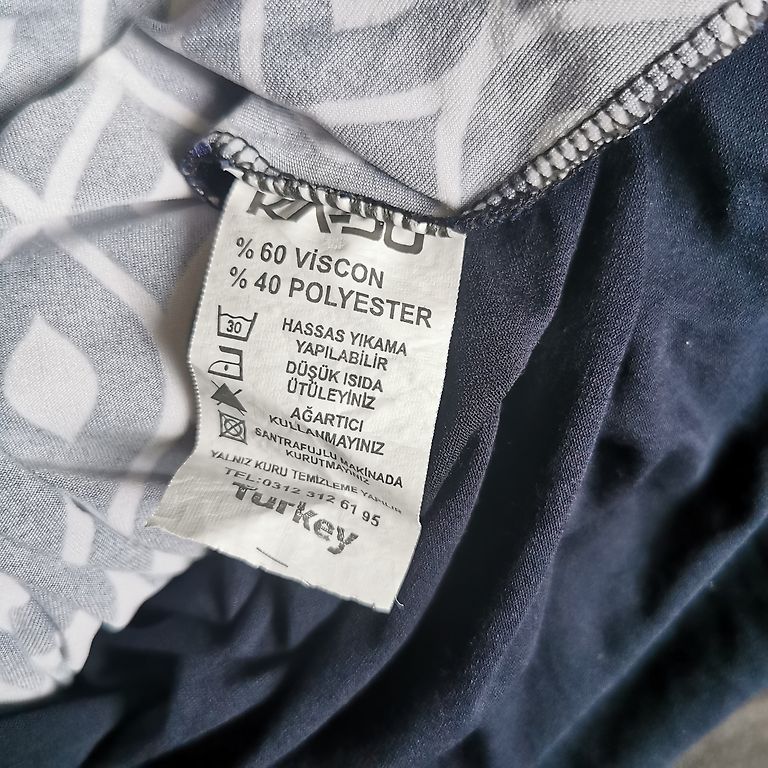 % 60 VİSCON
% 40 POLYESTER
30
HASSAS YIKAMA
YAPILABİLİR
DÜŞÜK ISIDA
ÜTÜLEYİNİZ
AĞARTICI
KULLANMAYINIZ
SANTRAFUJLU MAKİNADA
KURUTMAYINIZ
YALNIZ KURU TEMİZLEME YAPILIR
TEL:0312 312 61 95
Turkey